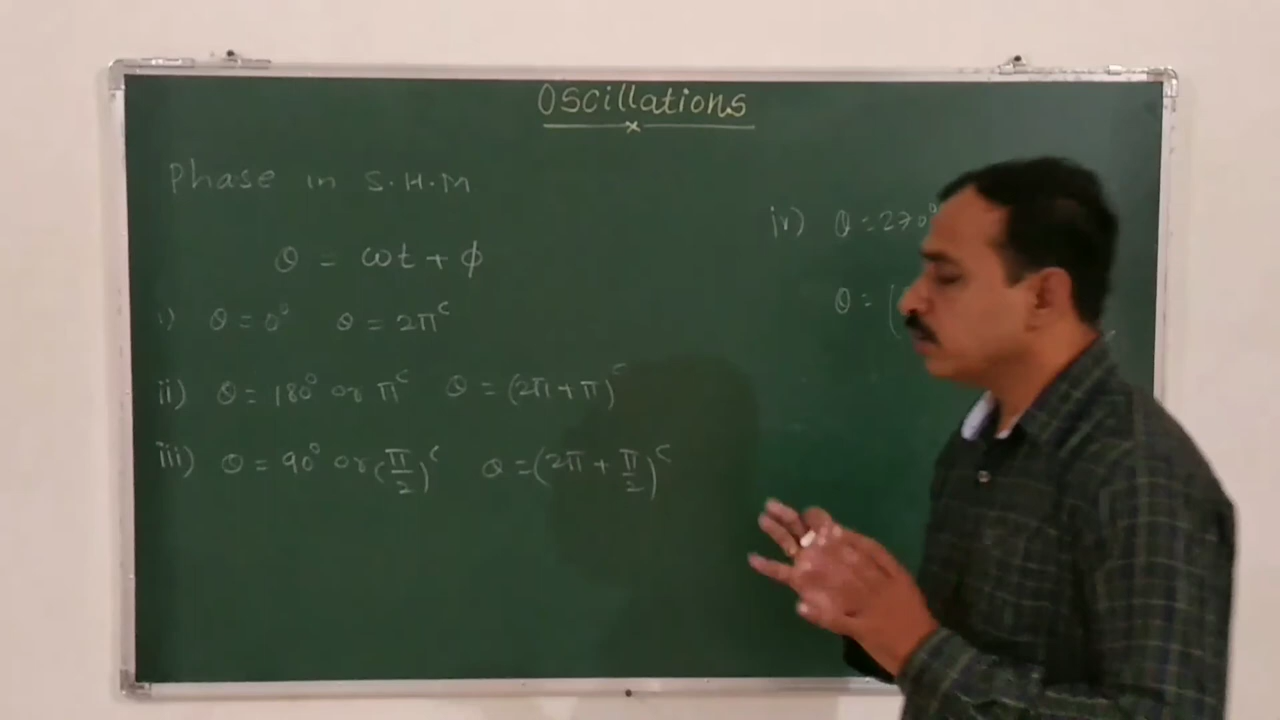 Oscillations
Phase in S.H.M
θ = ωt + ϕ
i) θ = 0° θ = 2π^c
ii) θ = 180° or π^c θ = (2π + π)^c
iii) θ = 90° or (π/2)^c θ = (2π + π/2)^c
iv) θ = 270°
θ = (